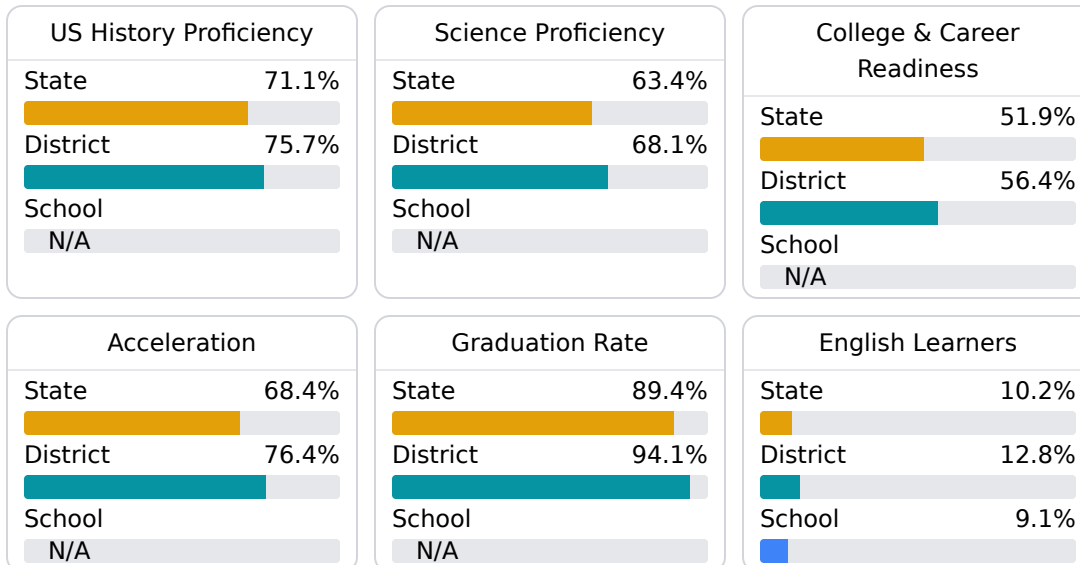 US History Proficiency
State 71.1%
District 75.7%
School
N/A
Science Proficiency
State 63.4%
District 68.1%
School
N/A
College & Career
Readiness
State 51.9%
District 56.4%
School
N/A
Acceleration
State 68.4%
District 76.4%
School
N/A
Graduation Rate
State 89.4%
District 94.1%
School
N/A
English Learners
State 10.2%
District 12.8%
School 9.1%